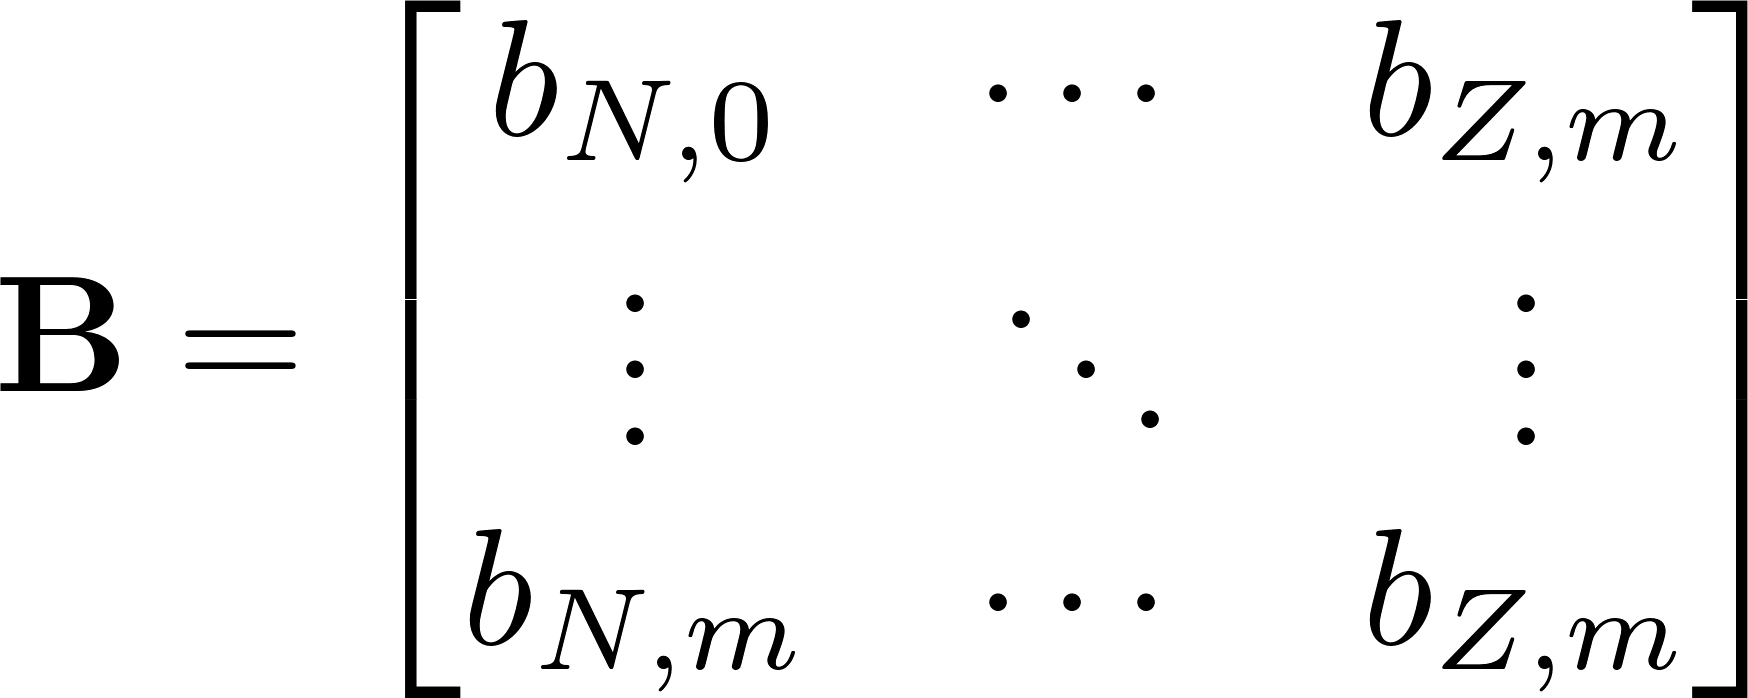 b_{N,0} ⋯ b_{Z,m}
𝐁 = ⋮ ⋱ ⋮
b_{N,m} ⋯ b_{Z,m}